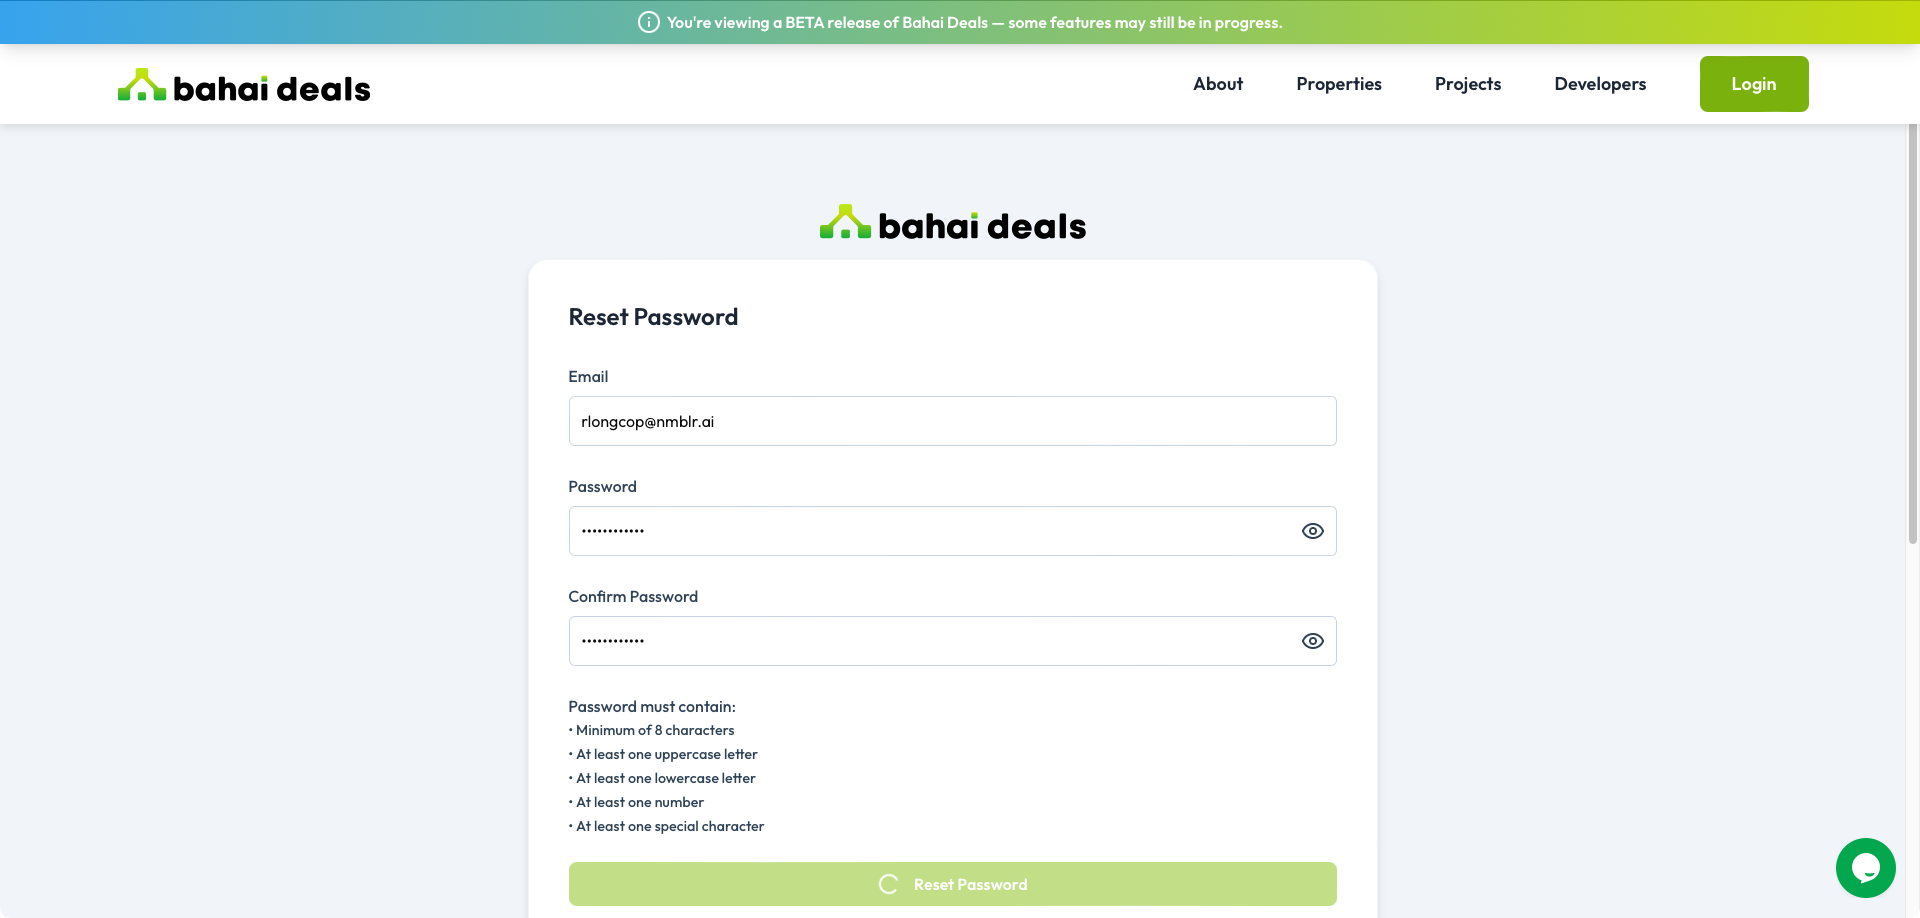 You're viewing a BETA release of Bahai Deals — some features may still be in progress.
bahai deals
About
Properties
Projects
Developers
Login
bahai deals
Reset Password
Email
rlongcop@nmblr.ai
Password
••••••••••••
Confirm Password
••••••••••••
Password must contain:
• Minimum of 8 characters
• At least one uppercase letter
• At least one lowercase letter
• At least one number
• At least one special character
Reset Password